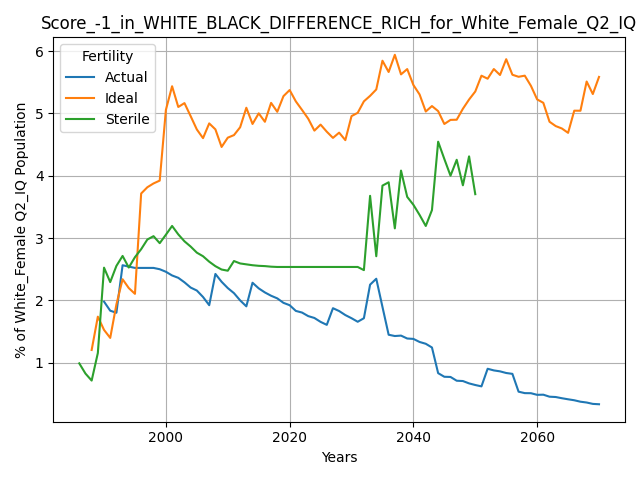 Score_-1_in_WHITE_BLACK_DIFFERENCE_RICH_for_White_Female_Q2_IQ
Fertility
Actual
Ideal
Sterile
% of White_Female Q2_IQ Population
6
5
4
3
2
1
2000
2020
2040
2060
Years